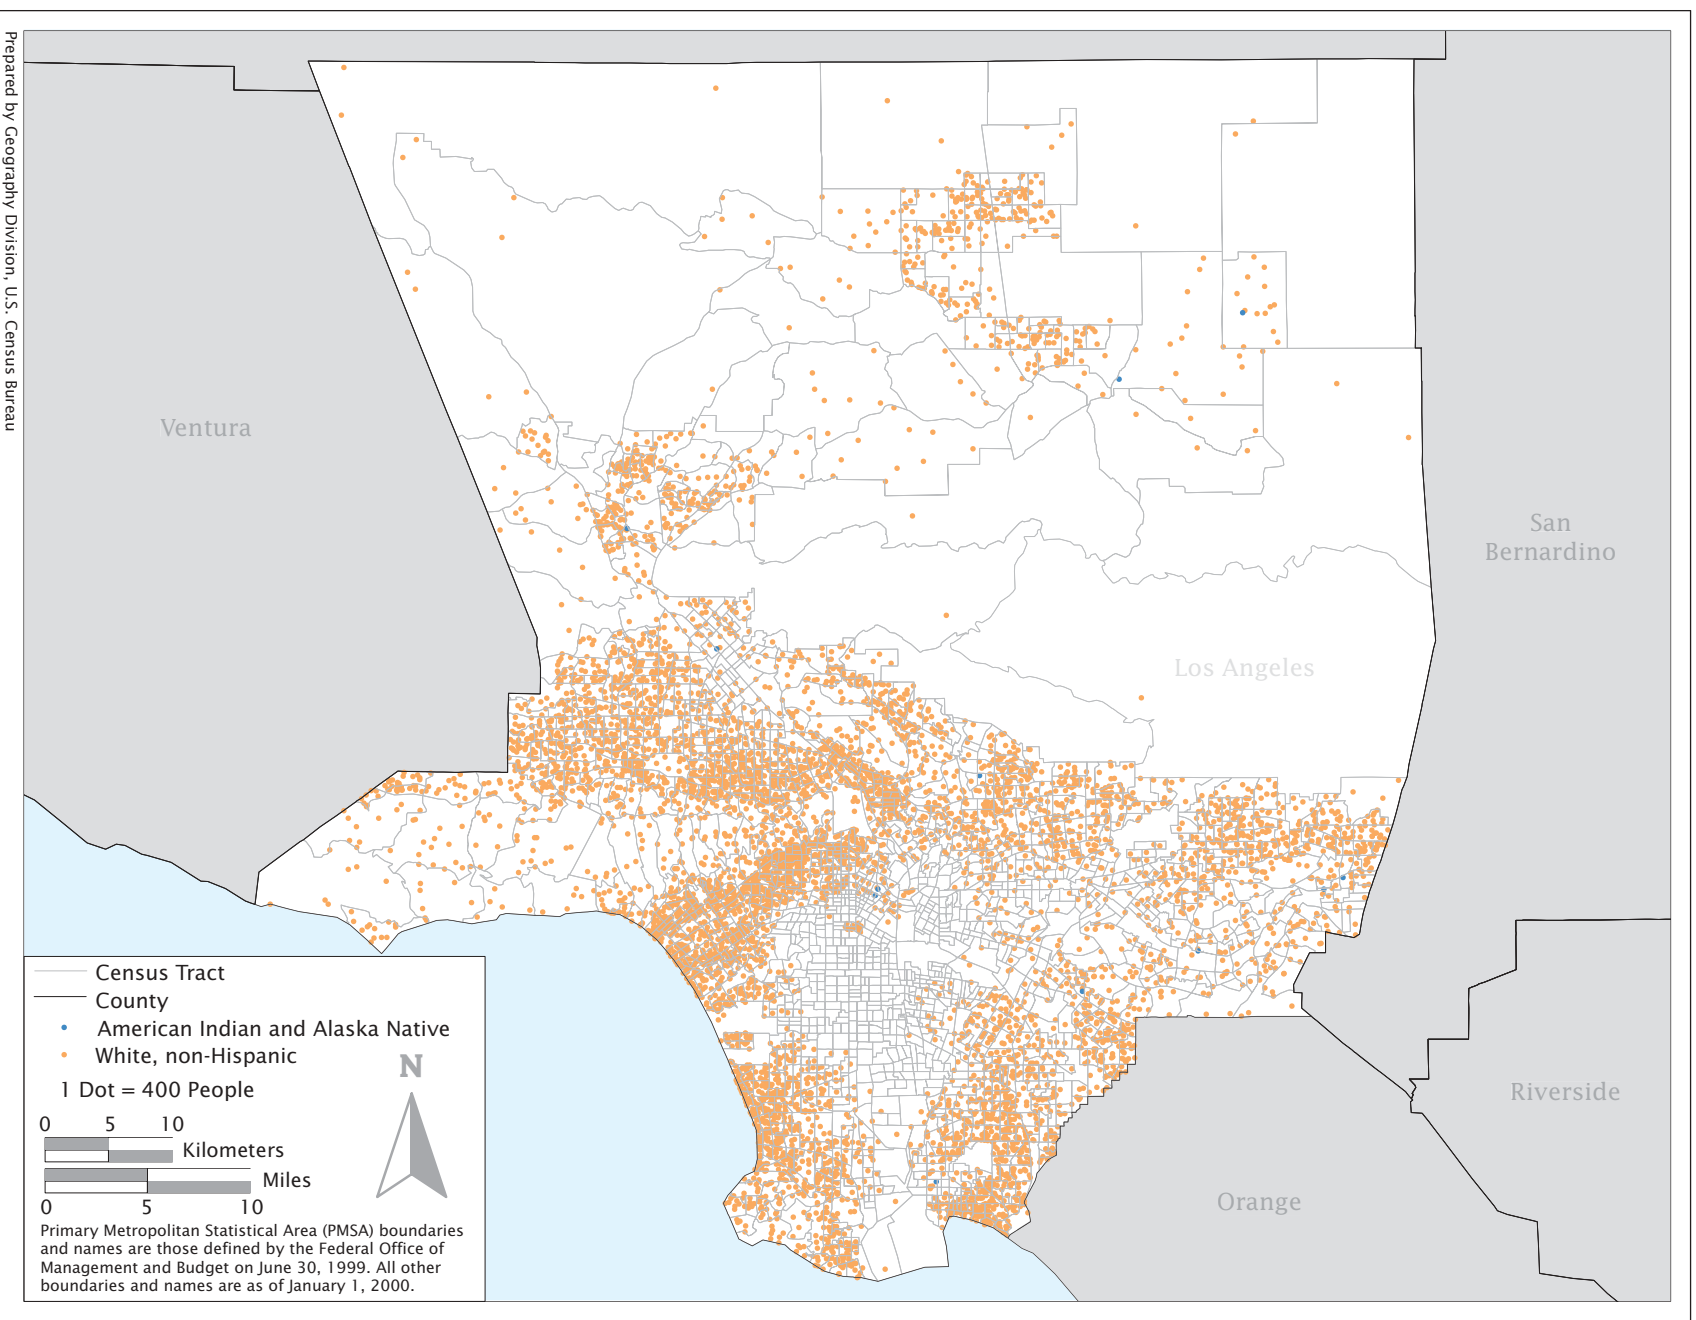 Prepared by Geography Division, U.S. Census Bureau
Ventura
San
Bernardino
Los Angeles
Riverside
Orange
Census Tract
County
American Indian and Alaska Native
White, non-Hispanic
N
1 Dot = 400 People
0 5 10
Kilometers
Miles
0 5 10
Primary Metropolitan Statistical Area (PMSA) boundaries
and names are those defined by the Federal Office of
Management and Budget on June 30, 1999. All other
boundaries and names are as of January 1, 2000.